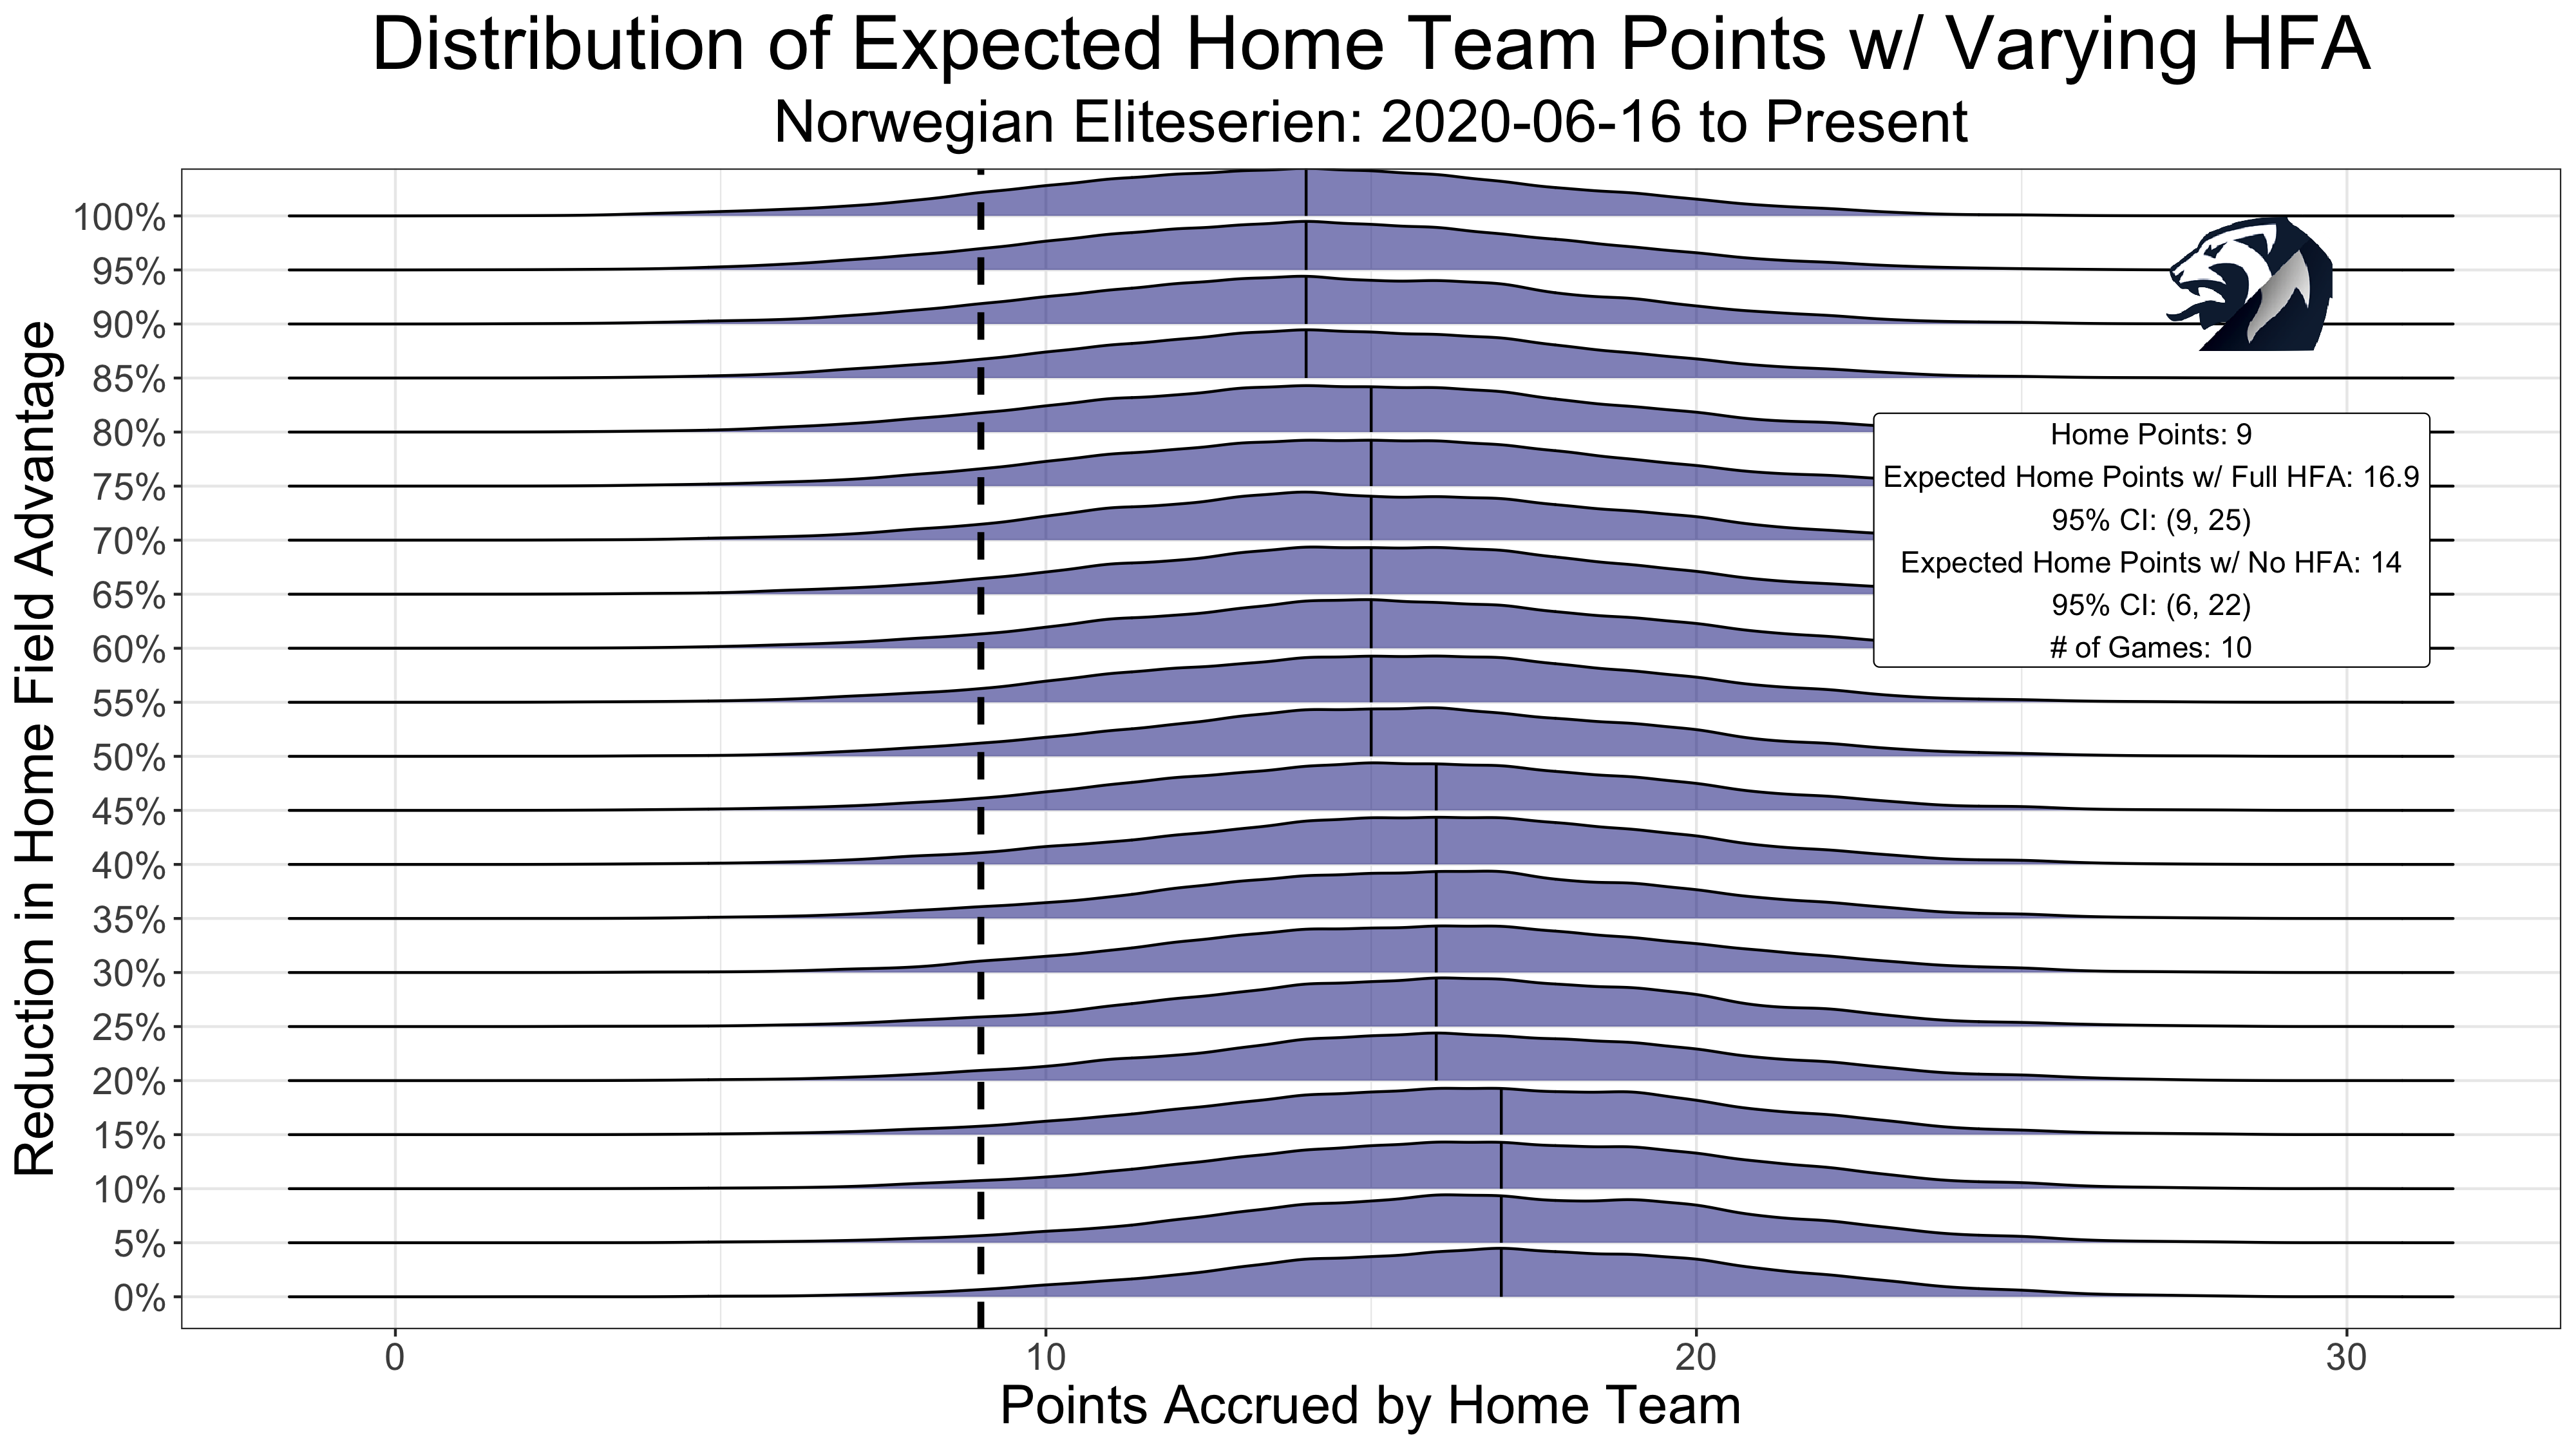 Distribution of Expected Home Team Points w/ Varying HFA
Norwegian Eliteserien: 2020-06-16 to Present
Reduction in Home Field Advantage
100%
95%
90%
85%
80%
75%
70%
65%
60%
55%
50%
45%
40%
35%
30%
25%
20%
15%
10%
5%
0%
Home Points: 9
Expected Home Points w/ Full HFA: 16.9
95% CI: (9, 25)
Expected Home Points w/ No HFA: 14
95% CI: (6, 22)
# of Games: 10
0 10 20 30
Points Accrued by Home Team